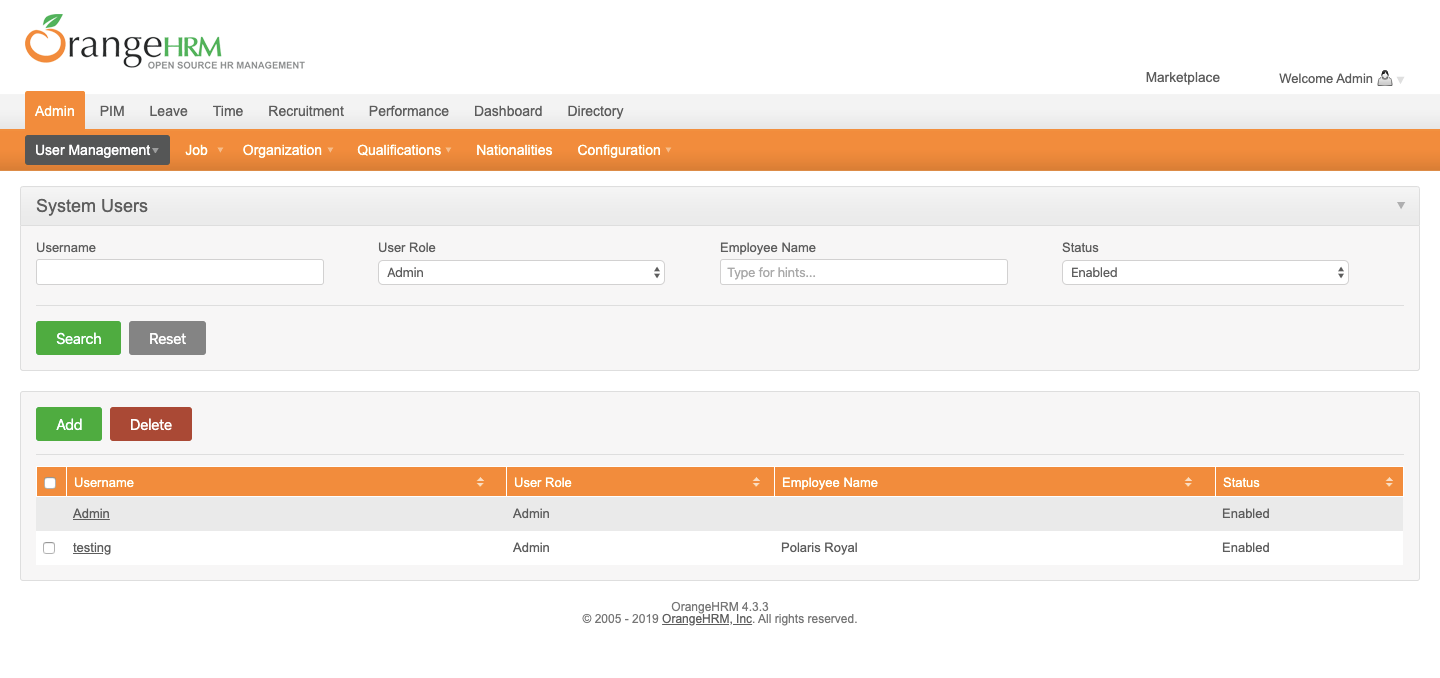 OrangeHRM
OPEN SOURCE HR MANAGEMENT
Marketplace Welcome Admin
Admin PIM Leave Time Recruitment Performance Dashboard Directory
User Management Job Organization Qualifications Nationalities Configuration
System Users
Username User Role Employee Name Status
Admin Type for hints... Enabled
Search Reset
Add Delete
Username User Role Employee Name Status
Admin Admin Enabled
testing Admin Polaris Royal Enabled
OrangeHRM 4.3.3
© 2005 - 2019 OrangeHRM, Inc. All rights reserved.